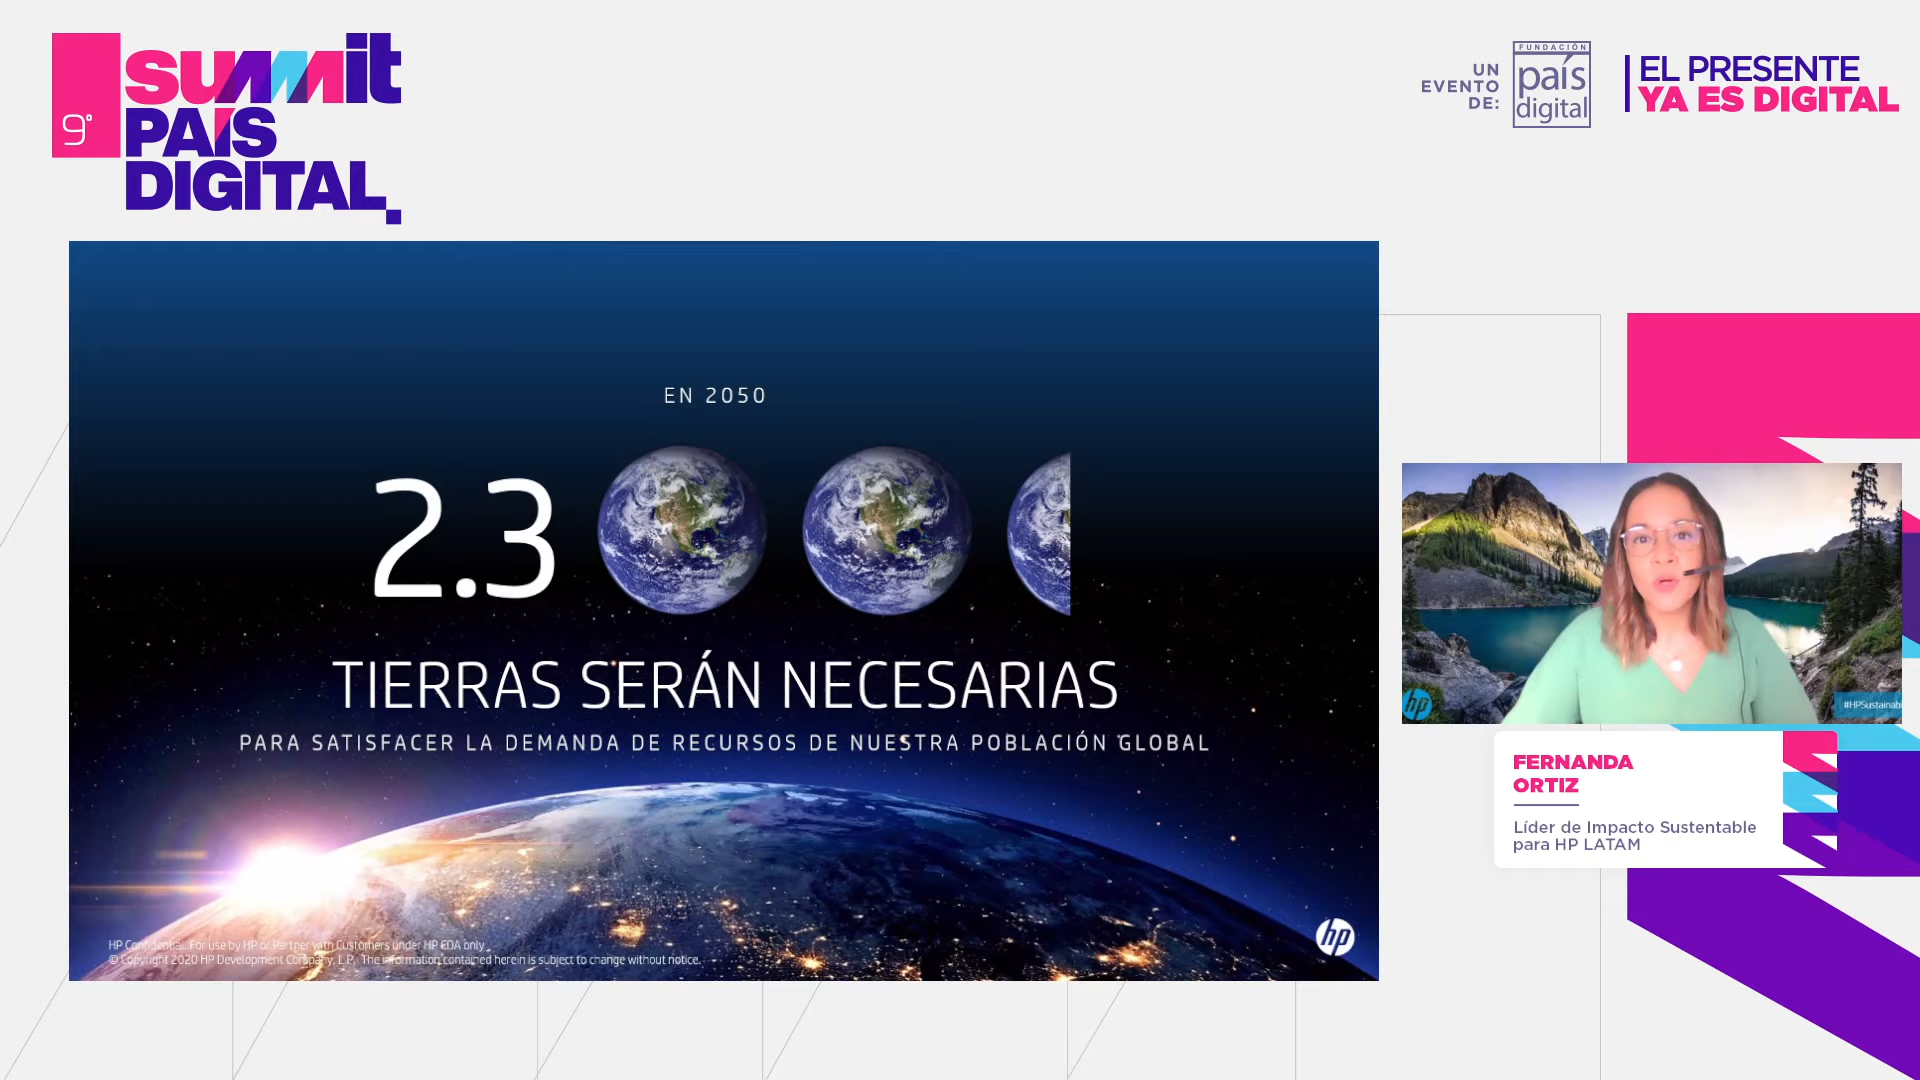 9°
summit
PAÍS
DIGITAL.
UN
EVENTO
DE:
FUNDACIÓN
país
digital
EL PRESENTE
YA ES DIGITAL
EN 2050
2.3
TIERRAS SERÁN NECESARIAS
PARA SATISFACER LA DEMANDA DE RECURSOS DE NUESTRA POBLACIÓN GLOBAL
HP Confidential. For use by HP or Partner with Customers under HP CDA only
© Copyright 2020 HP Development Company, L.P. The information contained herein is subject to change without notice.
hp
hp
#HPSustainab
FERNANDA
ORTIZ
Líder de Impacto Sustentable
para HP LATAM